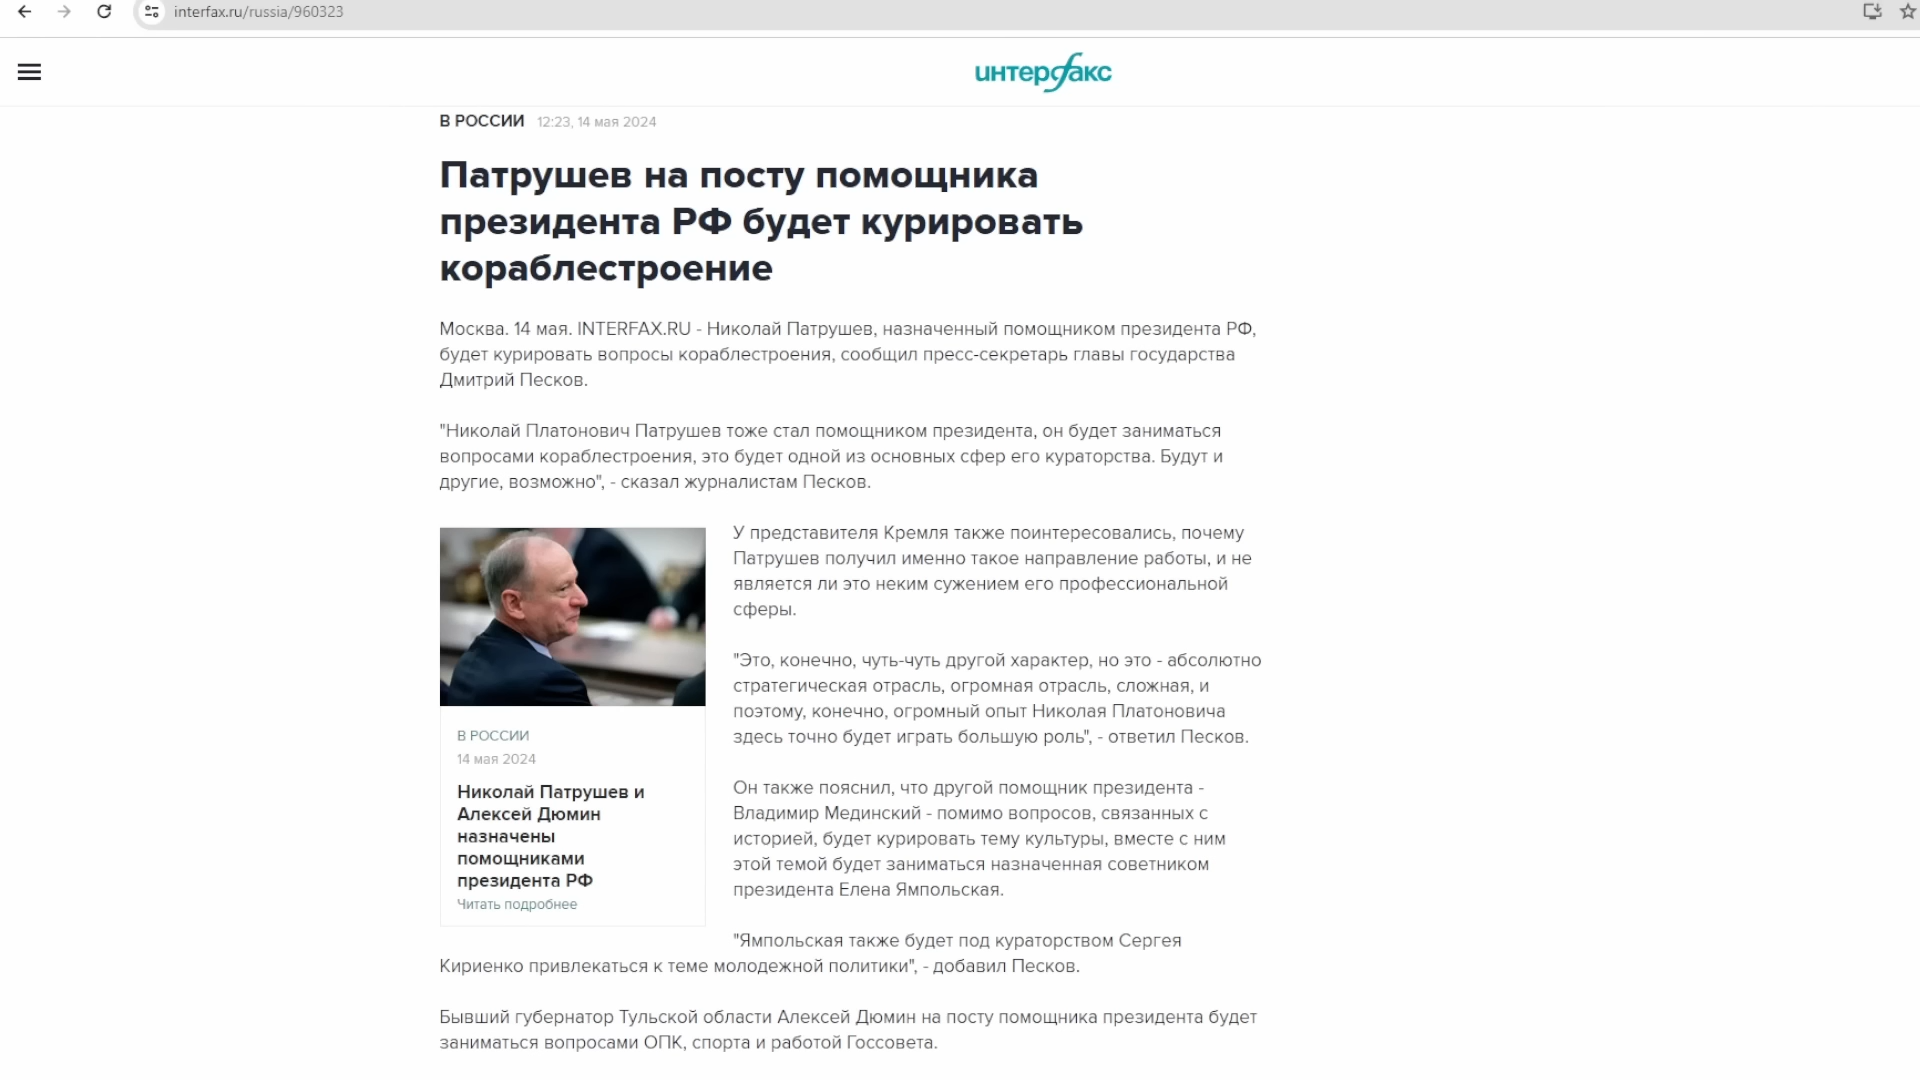 interfax.ru/russia/960323
интерфакс
В РОССИИ 12:23, 14 мая 2024
Патрушев на посту помощника
президента РФ будет курировать
кораблестроение
Москва. 14 мая. INTERFAX.RU - Николай Патрушев, назначенный помощником президента РФ,
будет курировать вопросы кораблестроения, сообщил пресс-секретарь главы государства
Дмитрий Песков.
"Николай Платонович Патрушев тоже стал помощником президента, он будет заниматься
вопросами кораблестроения, это будет одной из основных сфер его кураторства. Будут и
другие, возможно", - сказал журналистам Песков.
У представителя Кремля также поинтересовались, почему
Патрушев получил именно такое направление работы, и не
является ли это неким сужением его профессиональной
сферы.
"Это, конечно, чуть-чуть другой характер, но это - абсолютно
стратегическая отрасль, огромная отрасль, сложная, и
поэтому, конечно, огромный опыт Николая Платоновича
здесь точно будет играть большую роль", - ответил Песков.
В РОССИИ
14 мая 2024
Николай Патрушев и
Алексей Дюмин
назначены
помощниками
президента РФ
Читать подробнее
Он также пояснил, что другой помощник президента -
Владимир Мединский - помимо вопросов, связанных с
историей, будет курировать тему культуры, вместе с ним
этой темой будет заниматься назначенная советником
президента Елена Ямпольская.
"Ямпольская также будет под кураторством Сергея
Кириенко привлекаться к теме молодежной политики", - добавил Песков.
Бывший губернатор Тульской области Алексей Дюмин на посту помощника президента будет
заниматься вопросами ОПК, спорта и работой Госсовета.